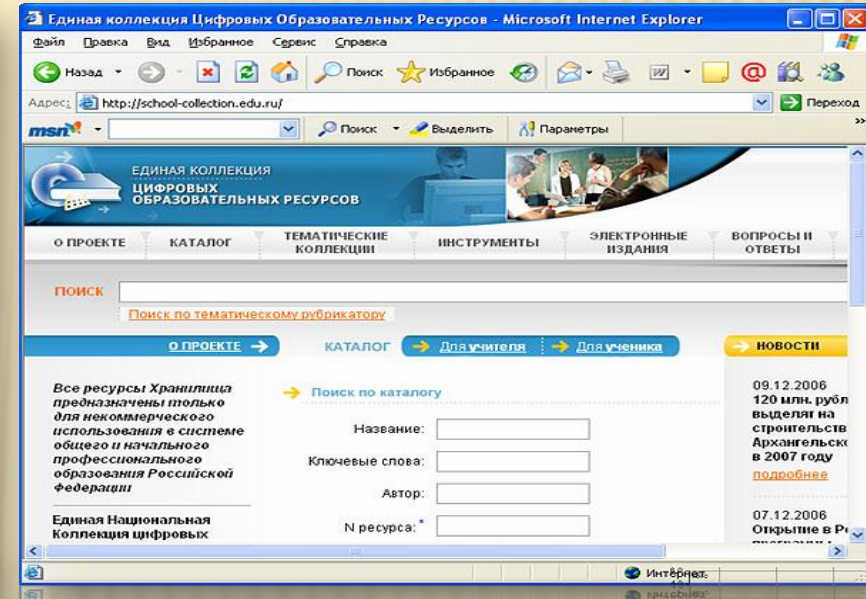 Единая коллекция Цифровых Образовательных Ресурсов - Microsoft Internet Explorer
Файл Правка Вид Избранное Сервис Справка
Назад Поиск Избранное
Адрес: http://school-collection.edu.ru/ Переход
msn Поиск Выделить Параметры »
ЕДИНАЯ КОЛЛЕКЦИЯ
ЦИФРОВЫХ
ОБРАЗОВАТЕЛЬНЫХ РЕСУРСОВ
О ПРОЕКТЕ КАТАЛОГ ТЕМАТИЧЕСКИЕ КОЛЛЕКЦИИ ИНСТРУМЕНТЫ ЭЛЕКТРОННЫЕ ИЗДАНИЯ ВОПРОСЫ И ОТВЕТЫ
ПОИСК
Поиск по тематическому рубрикатору
О ПРОЕКТЕ КАТАЛОГ Для учителя Для ученика НОВОСТИ
Все ресурсы Хранилища
предназначены только
для некоммерческого
использования в системе
общего и начального
профессионального
образования Российской
Федерации
Единая Национальная
Коллекция цифровых
Поиск по каталогу
Название:
Ключевые слова:
Автор:
N ресурса:*
09.12.2006
120 млн. рубл
выделят на
строительств
Архангельск
в 2007 году
подробнее
07.12.2006
Открытие в Р
Интернет